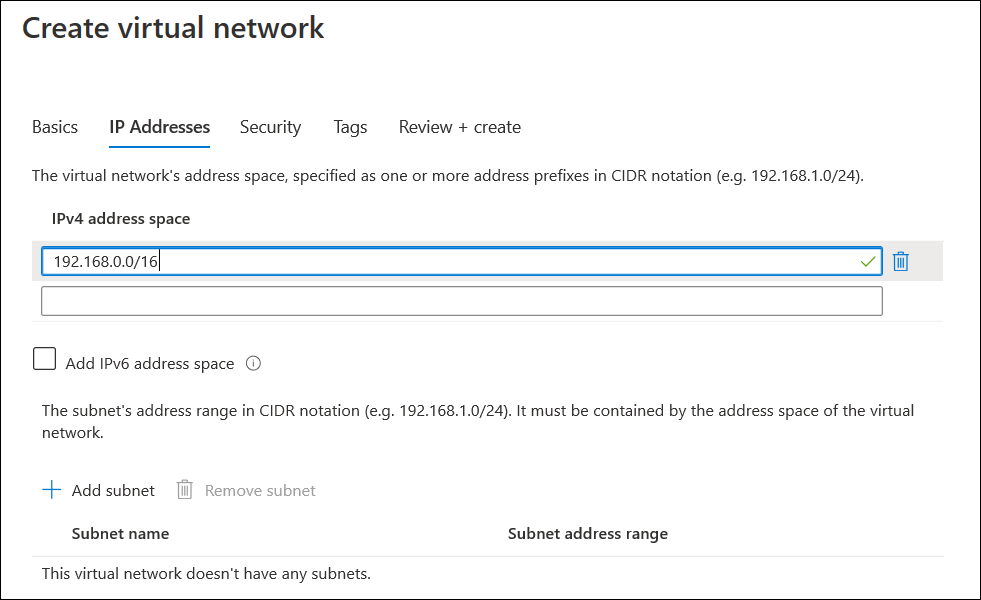 Create virtual network
Basics IP Addresses Security Tags Review + create
The virtual network's address space, specified as one or more address prefixes in CIDR notation (e.g. 192.168.1.0/24).
IPv4 address space
192.168.0.0/16
Add IPv6 address space
The subnet's address range in CIDR notation (e.g. 192.168.1.0/24). It must be contained by the address space of the virtual
network.
Add subnet Remove subnet
Subnet name Subnet address range
This virtual network doesn't have any subnets.